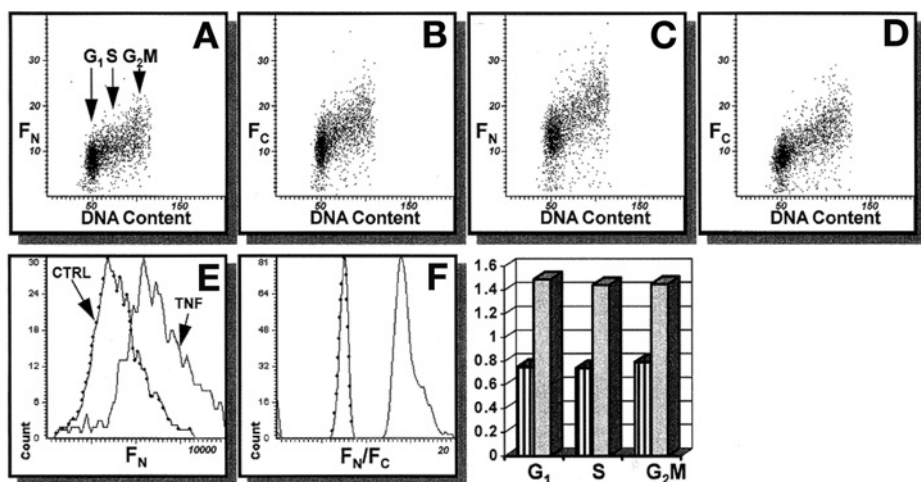 A
G1 S G2M
30
20
10
FN
50 150
DNA Content
B
30
20
10
FC
50 150
DNA Content
C
30
20
10
FN
50 150
DNA Content
D
30
20
10
FC
50 150
DNA Content
E
30
24
18
12
6
0
Count
CTRL
TNF
FN
10000
F
81
64
48
32
16
0
Count
FN/FC
20
1.6
1.4
1.2
1
0.8
0.6
0.4
0.2
0
G1 S G2M